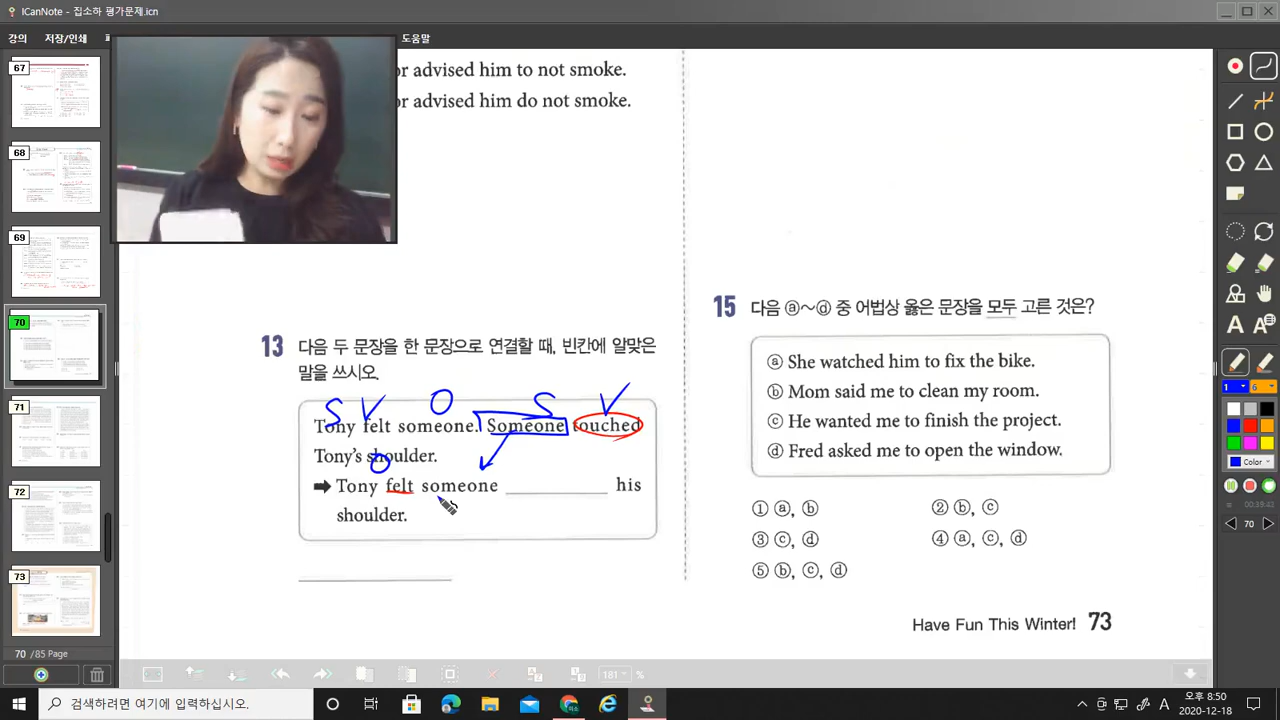 iCanNote - 집소하 평가문제.ebk
강의 저장/인쇄 도움말
67
68
69
70
71
72
73
70 /85 Page
or advised him to not smoke.
or advised him do not smoke.
13 다음 두 문장을 한 문장으로 연결할 때, 빈칸에 알맞은
말을 쓰시오.
S V O S V
Tony felt someone. Someone touched
Tony's shoulder.
O
➡ Tony felt someone ____________ his
shoulder.
15 다음 ⓐ~ⓓ 중 어법상 옳은 문장을 모두 고른 것은?
ⓐ She watched him to fix the bike.
ⓑ Mom said me to clean my room.
ⓒ He wanted me to finish the project.
ⓓ Fred asked me to open the window.
① ⓐ, ⓑ ② ⓑ, ⓒ
③ ⓒ, ⓓ ④ ⓐ, ⓒ, ⓓ
⑤ ⓑ, ⓒ, ⓓ
Have Fun This Winter! 73
A A
1 6
Color
00:39:41
70
181 %
검색하려면 여기에 입력하십시오.
A 오후 8:50
2020-12-18